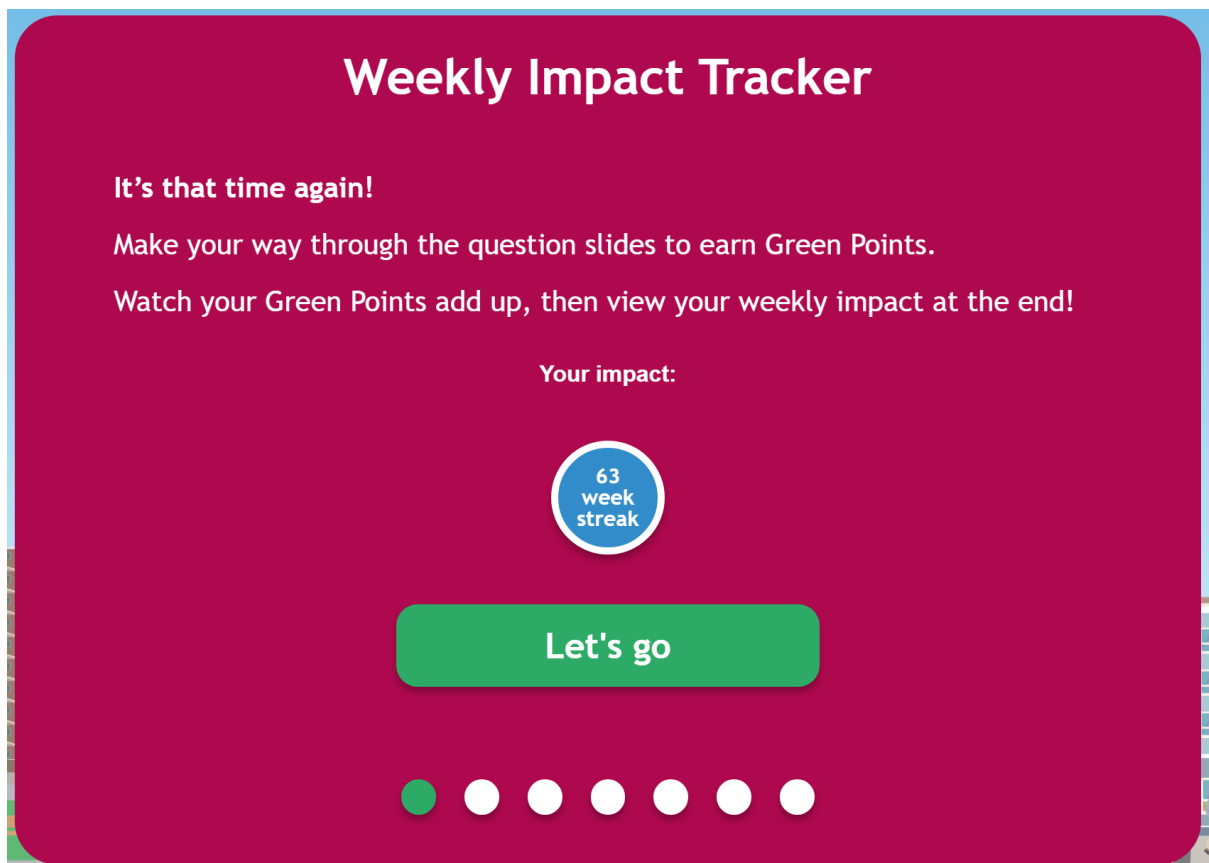 Weekly Impact Tracker
It’s that time again!
Make your way through the question slides to earn Green Points.
Watch your Green Points add up, then view your weekly impact at the end!
Your impact:
63
week
streak
Let's go